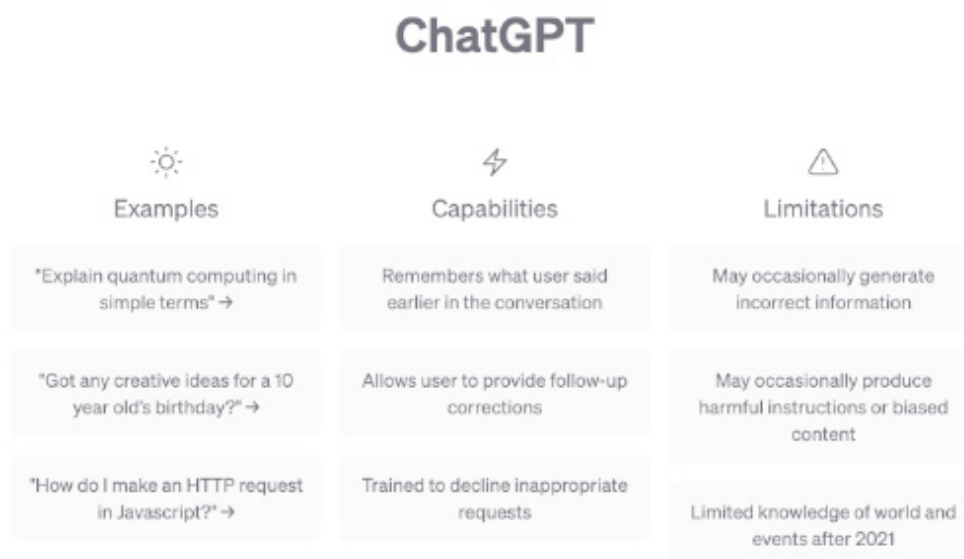 ChatGPT
Examples
"Explain quantum computing in
simple terms" →
"Got any creative ideas for a 10
year old's birthday?" →
"How do I make an HTTP request
in Javascript?" →
Capabilities
Remembers what user said
earlier in the conversation
Allows user to provide follow-up
corrections
Trained to decline inappropriate
requests
Limitations
May occasionally generate
incorrect information
May occasionally produce
harmful instructions or biased
content
Limited knowledge of world and
events after 2021